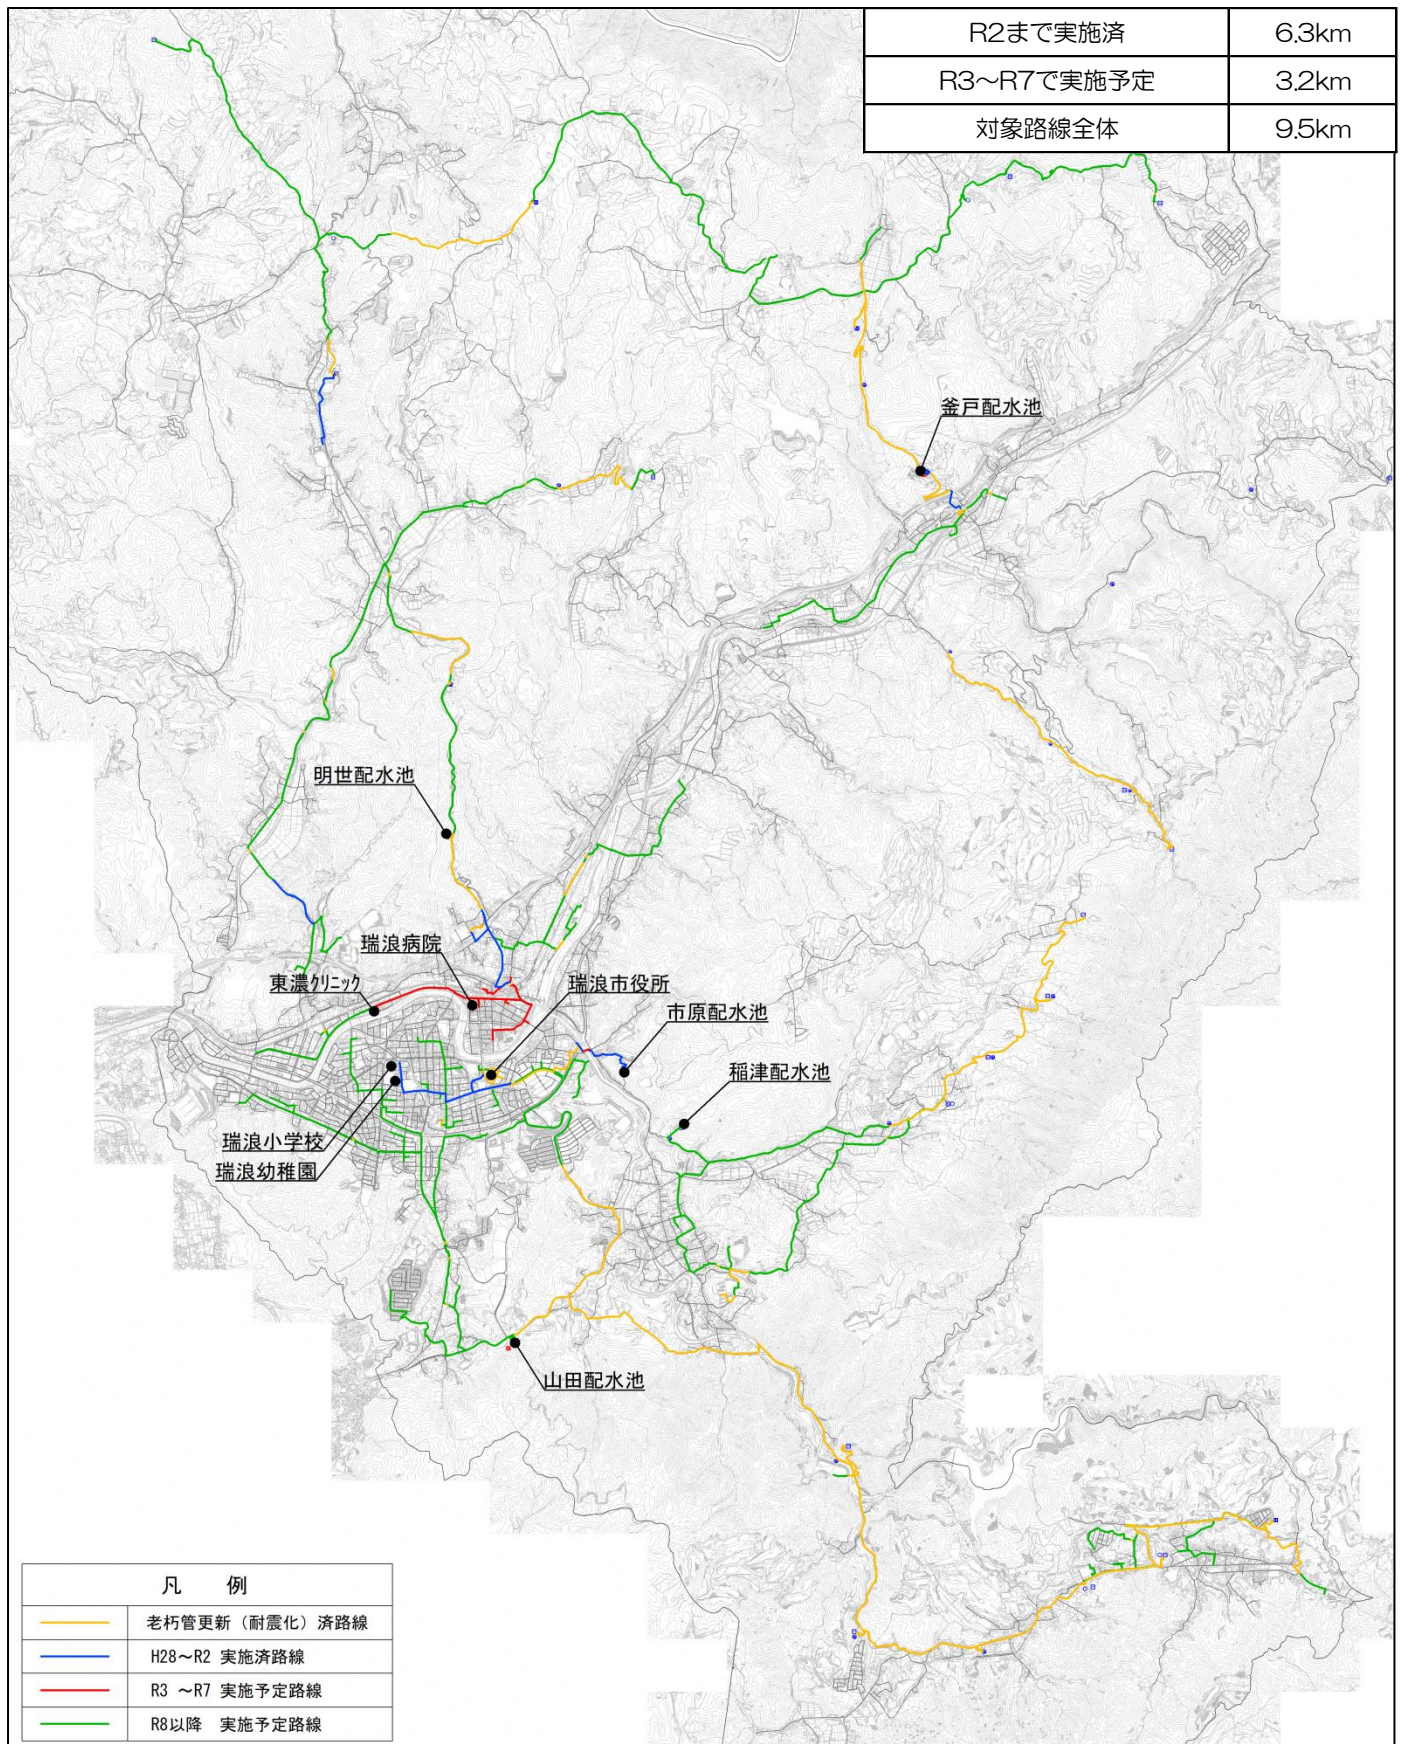 R2まで実施済 6.3km
R3~R7で実施予定 3.2km
対象路線全体 9.5km
釜戸配水池
明世配水池
瑞浪病院
東濃クリニック
瑞浪市役所
市原配水池
稲津配水池
瑞浪小学校
瑞浪幼稚園
山田配水池
凡 例
老朽管更新(耐震化)済路線
H28~R2 実施済路線
R3 ~R7 実施予定路線
R8以降 実施予定路線